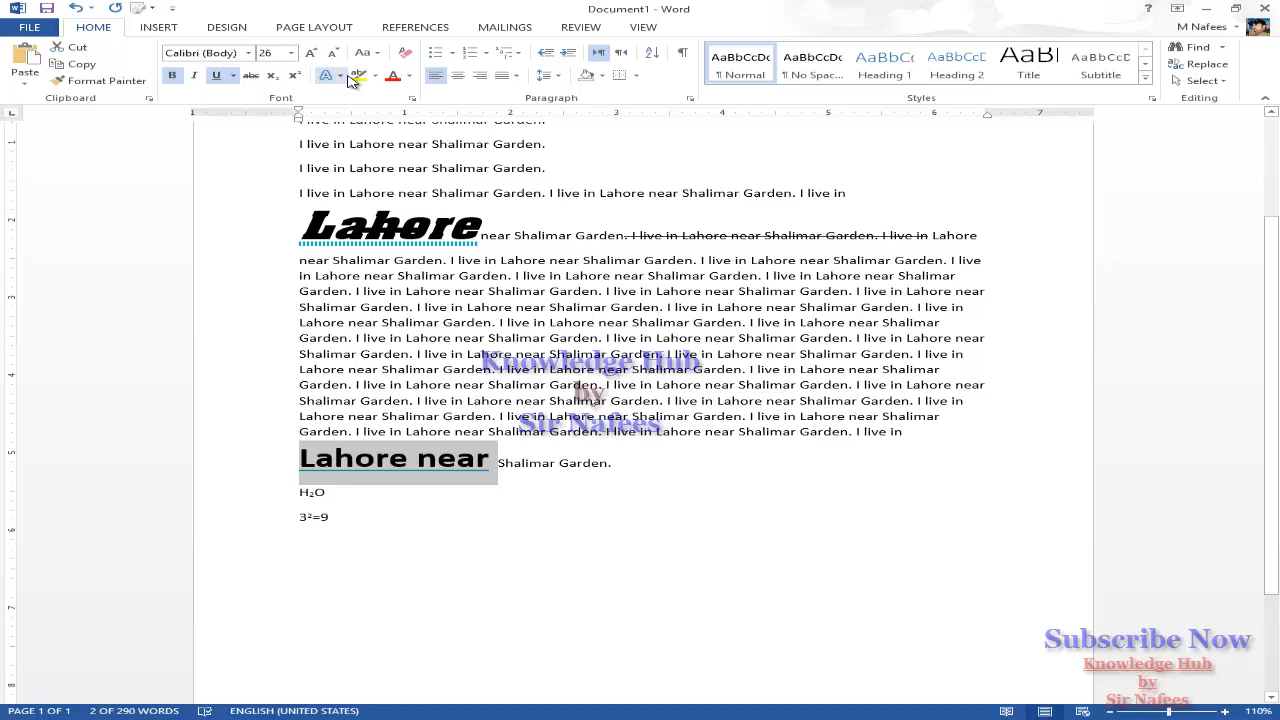 Document1 - Word
FILE HOME INSERT DESIGN PAGE LAYOUT REFERENCES MAILINGS REVIEW VIEW M Nafees
Paste
Cut
Copy
Format Painter
Clipboard
Calibri (Body) 26
Font
Paragraph
AaBbCcDc AaBbCcDc AaBbCc AaBbCcC AaBl AaBbCcD
¶ Normal ¶ No Spac... Heading 1 Heading 2 Title Subtitle
Styles
Find
Replace
Select
Editing
1 1 2 3 4 5 6 7
I live in Lahore near Shalimar Garden.
I live in Lahore near Shalimar Garden.
I live in Lahore near Shalimar Garden.
I live in Lahore near Shalimar Garden. I live in Lahore near Shalimar Garden. I live in
Lahore near Shalimar Garden. I live in Lahore near Shalimar Garden. I live in Lahore
near Shalimar Garden. I live in Lahore near Shalimar Garden. I live in Lahore near Shalimar Garden. I live
in Lahore near Shalimar Garden. I live in Lahore near Shalimar Garden. I live in Lahore near Shalimar
Garden. I live in Lahore near Shalimar Garden. I live in Lahore near Shalimar Garden. I live in Lahore near
Shalimar Garden. I live in Lahore near Shalimar Garden. I live in Lahore near Shalimar Garden. I live in
Lahore near Shalimar Garden. I live in Lahore near Shalimar Garden. I live in Lahore near Shalimar
Garden. I live in Lahore near Shalimar Garden. I live in Lahore near Shalimar Garden. I live in Lahore near
Shalimar Garden. I live in Lahore near Shalimar Garden. I live in Lahore near Shalimar Garden. I live in
Lahore near Shalimar Garden. I live in Lahore near Shalimar Garden. I live in Lahore near Shalimar
Garden. I live in Lahore near Shalimar Garden. I live in Lahore near Shalimar Garden. I live in Lahore near
Shalimar Garden. I live in Lahore near Shalimar Garden. I live in Lahore near Shalimar Garden. I live in
Lahore near Shalimar Garden. I live in Lahore near Shalimar Garden. I live in Lahore near Shalimar
Garden. I live in Lahore near Shalimar Garden. I live in Lahore near Shalimar Garden. I live in
Lahore near Shalimar Garden.
H₂O
3²=9
Knowledge Hub
by
Sir Nafees
Subscribe Now
Knowledge Hub
by
Sir Nafees
PAGE 1 OF 1 2 OF 290 WORDS ENGLISH (UNITED STATES) 110%